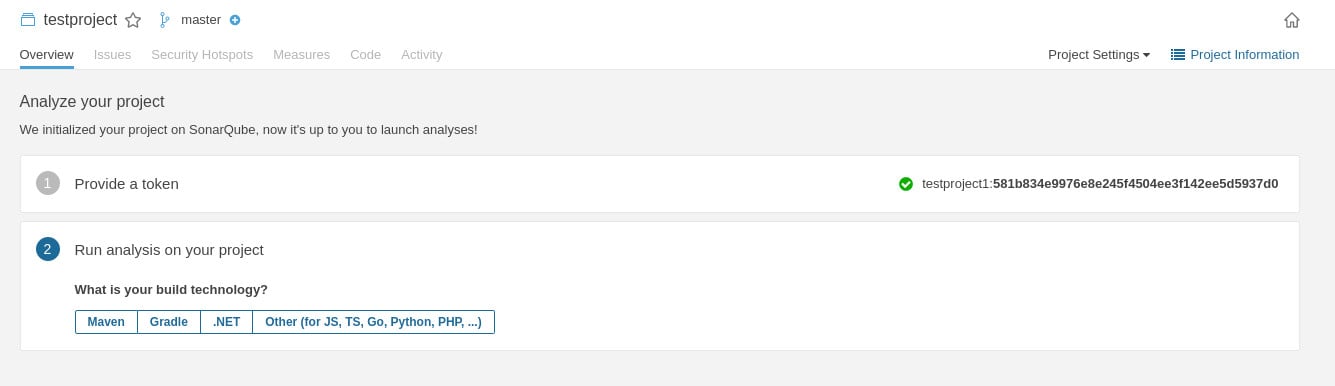 testproject master
Overview Issues Security Hotspots Measures Code Activity Project Settings Project Information
Analyze your project
We initialized your project on SonarQube, now it's up to you to launch analyses!
1 Provide a token testproject1:581b834e9976e8e245f4504ee3f142ee5d5937d0
2 Run analysis on your project
What is your build technology?
Maven Gradle .NET Other (for JS, TS, Go, Python, PHP, ...)